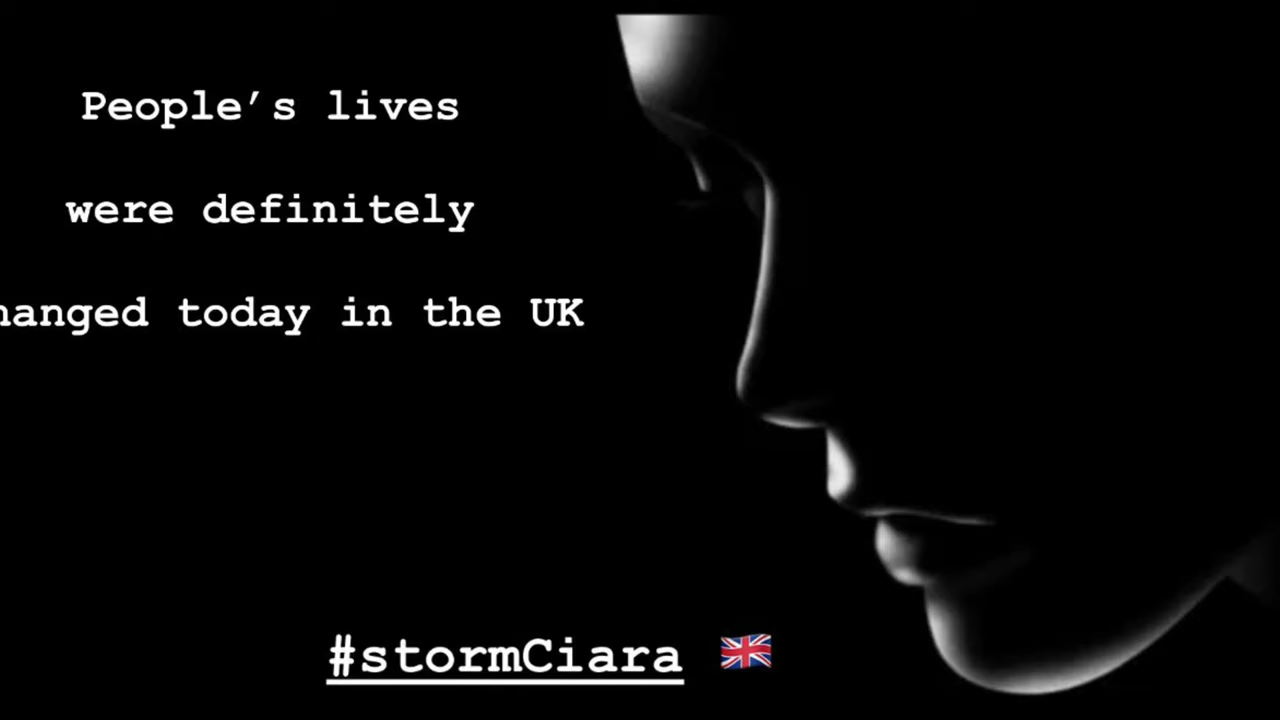 People’s lives
were definitely
hanged today in the UK
#stormCiara 🇬🇧